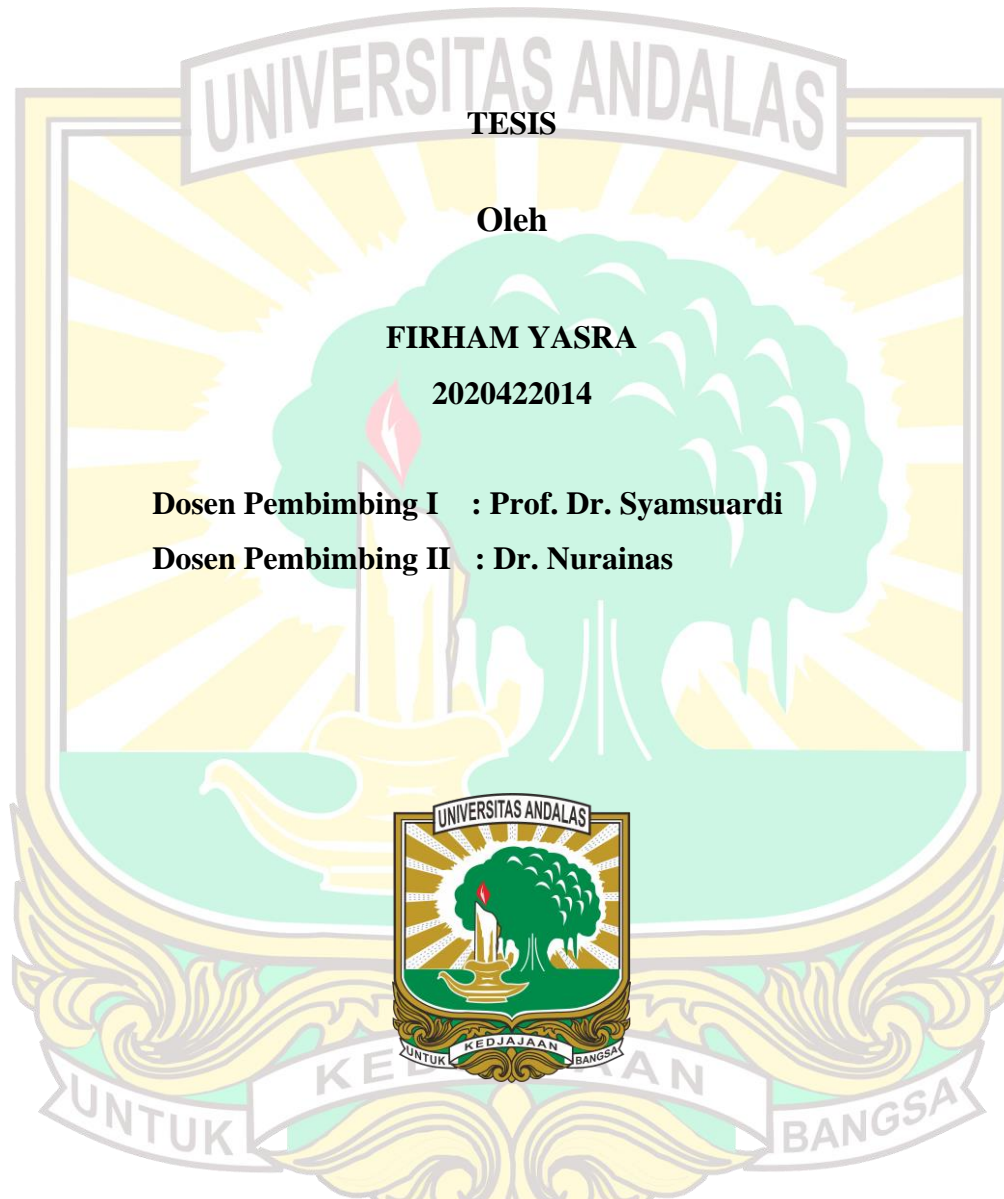 UNIVERSITAS ANDALAS
TESIS
Oleh
FIRHAM YASRA
2020422014
Dosen Pembimbing I : Prof. Dr. Syamsuardi
Dosen Pembimbing II : Dr. Nurainas
UNIVERSITAS ANDALAS
UNTUK KEDJAJAAN BANGSA
UNTUK KEDJAJAAN BANGSA